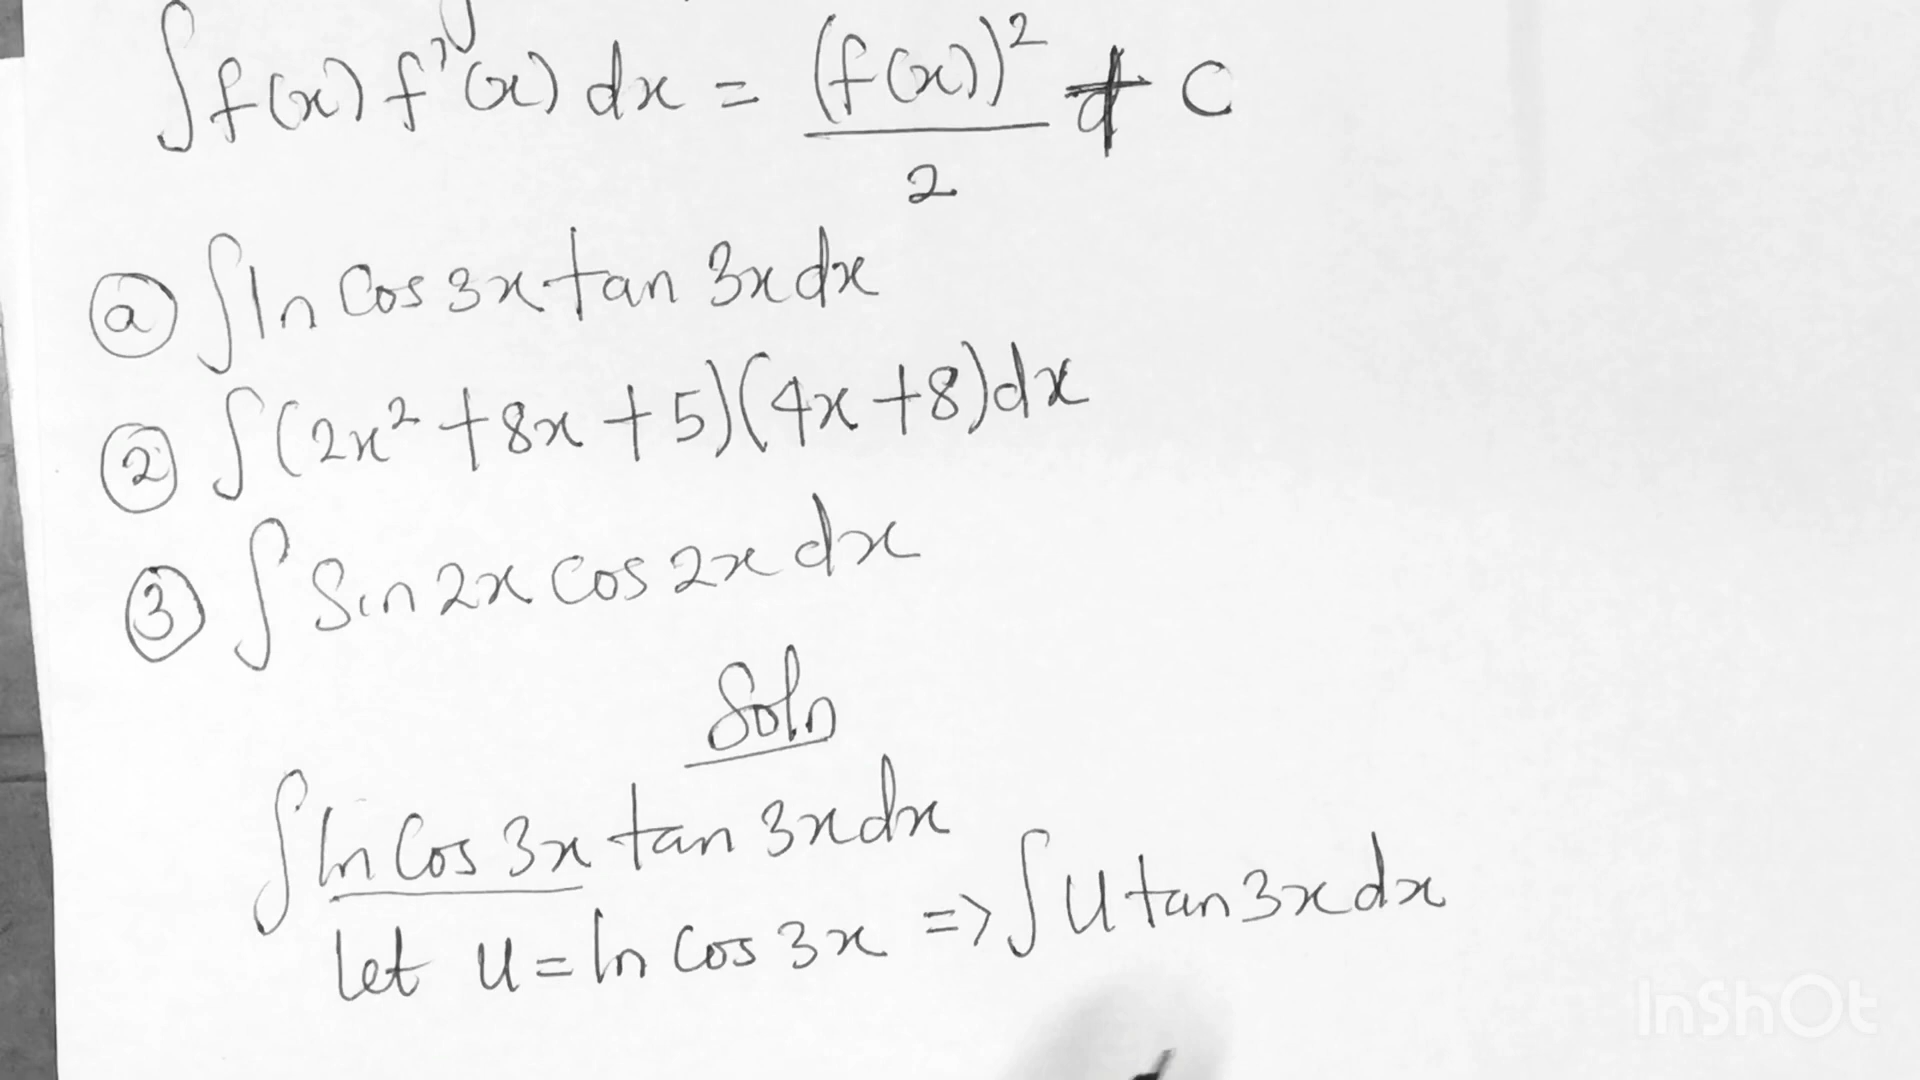 ∫f(x) f'(x) dx = (f(x))²/2 + C
ⓐ ∫ln Cos 3x tan 3x dx
② ∫(2x² + 8x + 5)(4x + 8)dx
③ ∫ Sin 2x Cos 2x dx
Soln
∫ln Cos 3x tan 3x dx
let u = ln Cos 3x => ∫U tan 3x dx
InShOt